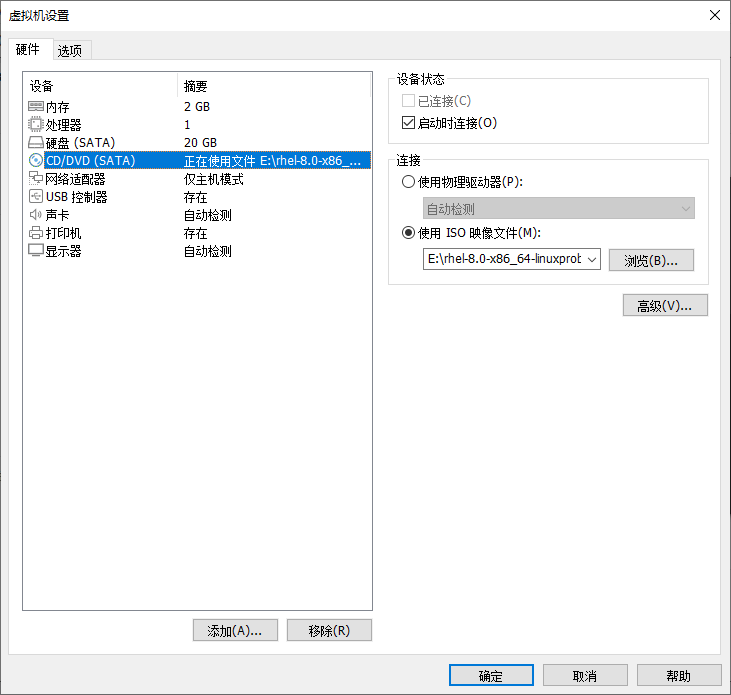 虚拟机设置
硬件 选项
设备 摘要
内存 2 GB
处理器 1
硬盘 (SATA) 20 GB
CD/DVD (SATA) 正在使用文件 E:\rhel-8.0-x86_...
网络适配器 仅主机模式
USB 控制器 存在
声卡 自动检测
打印机 存在
显示器 自动检测
添加(A)... 移除(R)
设备状态
已连接(C)
启动时连接(O)
连接
使用物理驱动器(P):
自动检测
使用 ISO 映像文件(M):
E:\rhel-8.0-x86_64-linuxprob 浏览(B)...
高级(V)...
确定 取消 帮助